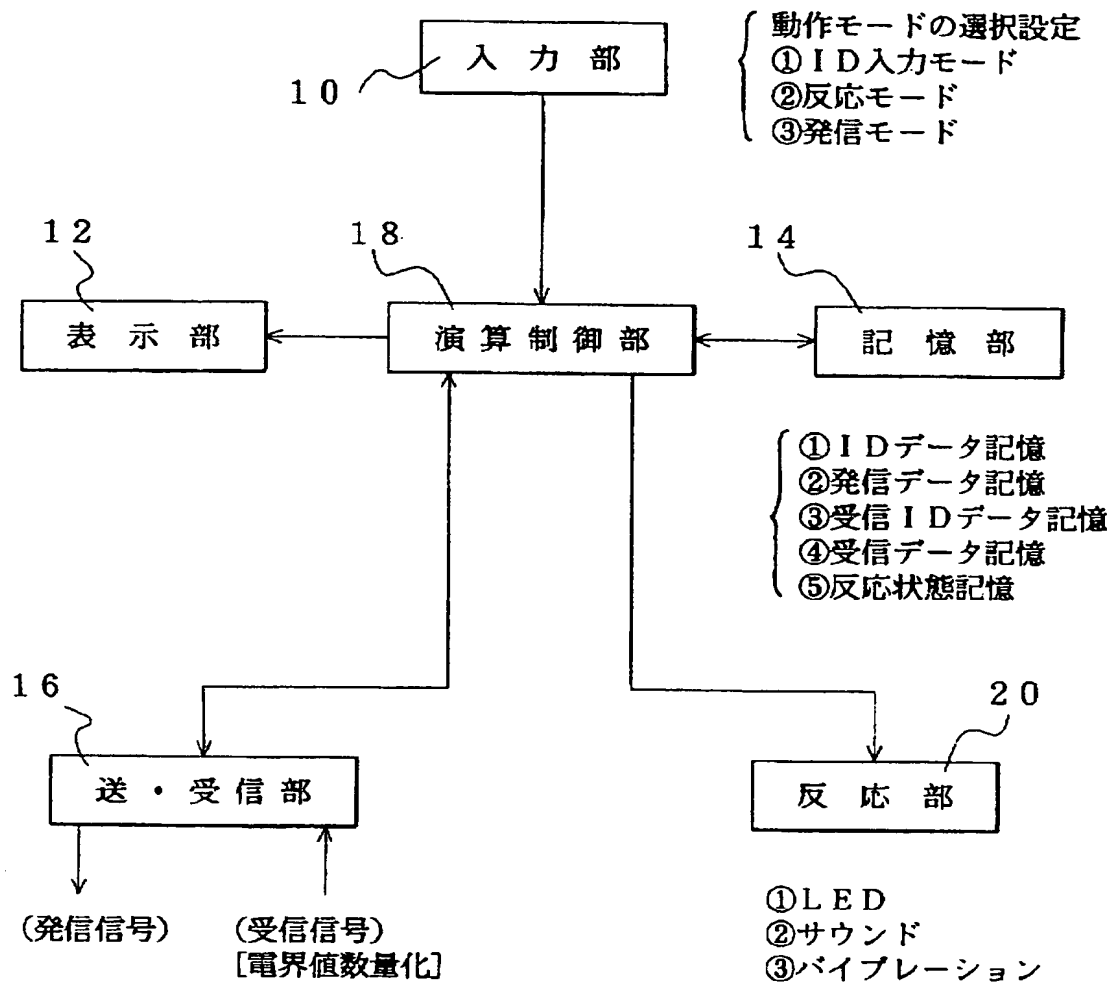 入力部
10
動作モードの選択設定
①ID入力モード
②反応モード
③発信モード
12
18
14
表示部
演算制御部
記憶部
①IDデータ記憶
②発信データ記憶
③受信IDデータ記憶
④受信データ記憶
⑤反応状態記憶
16
20
送・受信部
反応部
(発信信号)
(受信信号)
[電界値数量化]
①LED
②サウンド
③バイブレーション